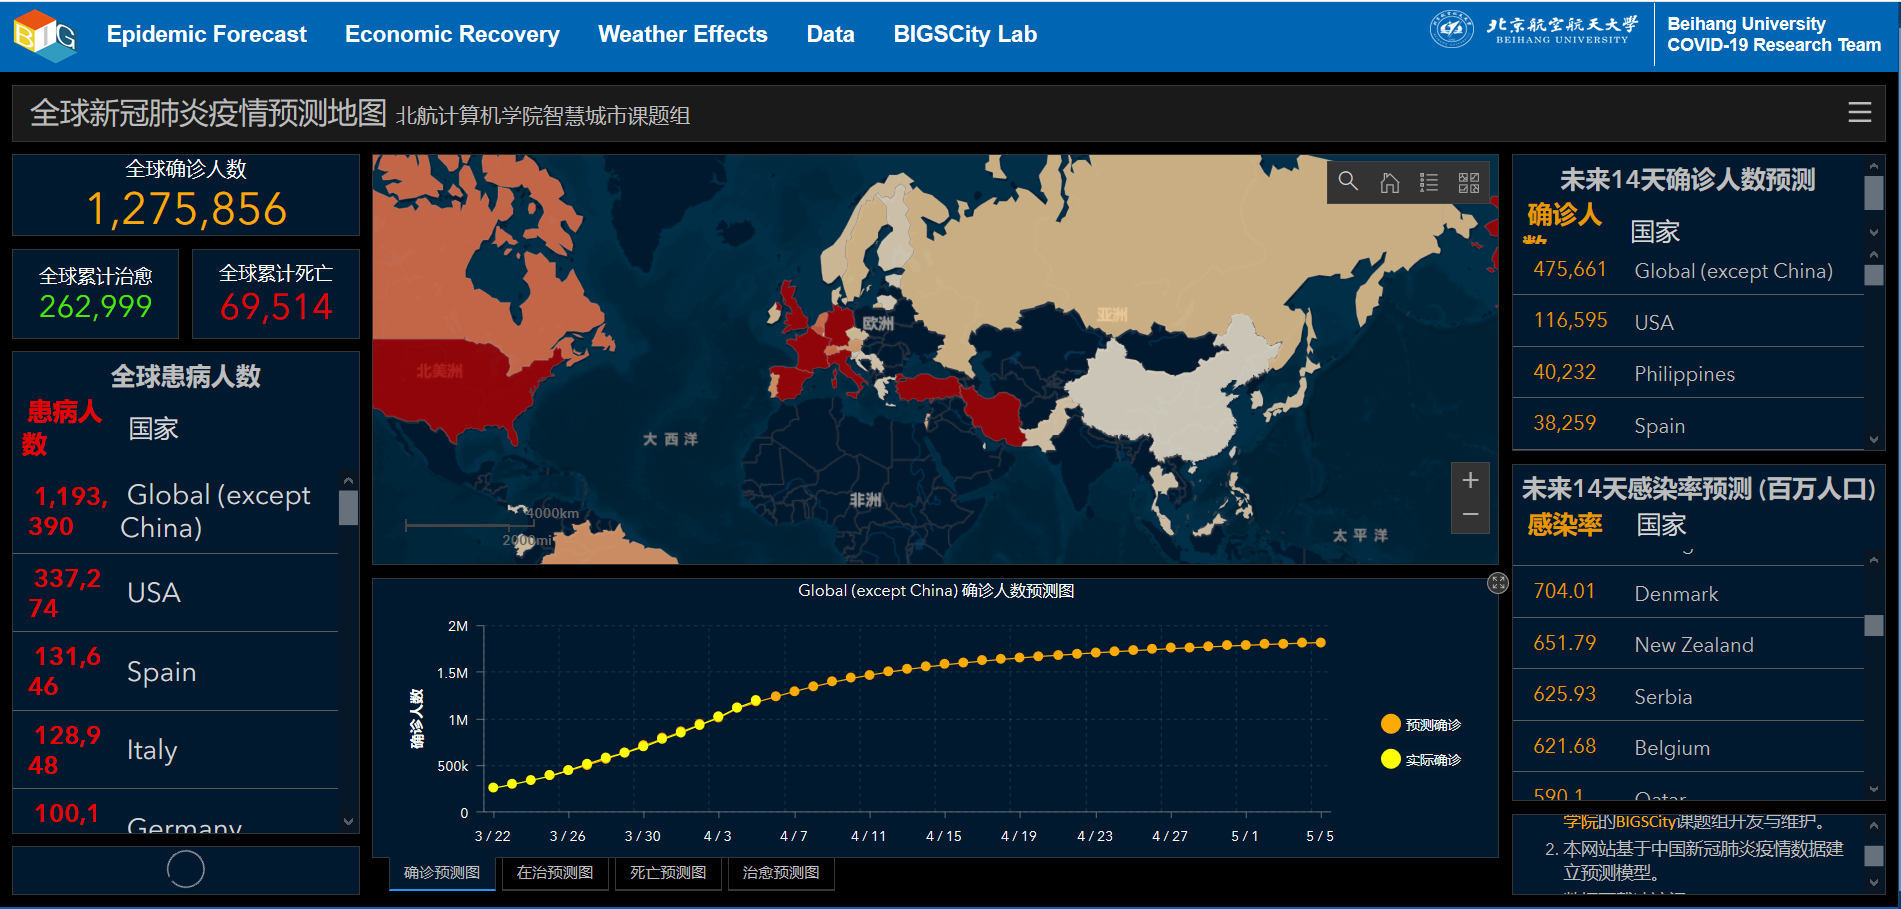 BIG
Epidemic Forecast
Economic Recovery
Weather Effects
Data
BIGSCity Lab
北京航空航天大学
BEIHANG UNIVERSITY
Beihang University
COVID-19 Research Team
全球新冠肺炎疫情预测地图 北航计算机学院智慧城市课题组
全球确诊人数
1,275,856
全球累计治愈
262,999
全球累计死亡
69,514
全球患病人数
患病人
数
国家
1,193,
390
Global (except
China)
337,2
74
USA
131,6
46
Spain
128,9
48
Italy
100,1
Germany
北美洲
大西洋
欧洲
亚洲
非洲
太平洋
4000km
2000mi
+
−
Global (except China) 确诊人数预测图
确诊人数
2M
1.5M
1M
500k
0
3 / 22
3 / 26
3 / 30
4 / 3
4 / 7
4 / 11
4 / 15
4 / 19
4 / 23
4 / 27
5 / 1
5 / 5
预测确诊
实际确诊
确诊预测图
在治预测图
死亡预测图
治愈预测图
未来14天确诊人数预测
确诊人
数
国家
475,661 Global (except China)
116,595 USA
40,232 Philippines
38,259 Spain
未来14天感染率预测 (百万人口)
感染率 国家
704.01 Denmark
651.79 New Zealand
625.93 Serbia
621.68 Belgium
590.1 Qatar
学院的BIGSCity课题组开发与维护。
2. 本网站基于中国新冠肺炎疫情数据建
立预测模型。